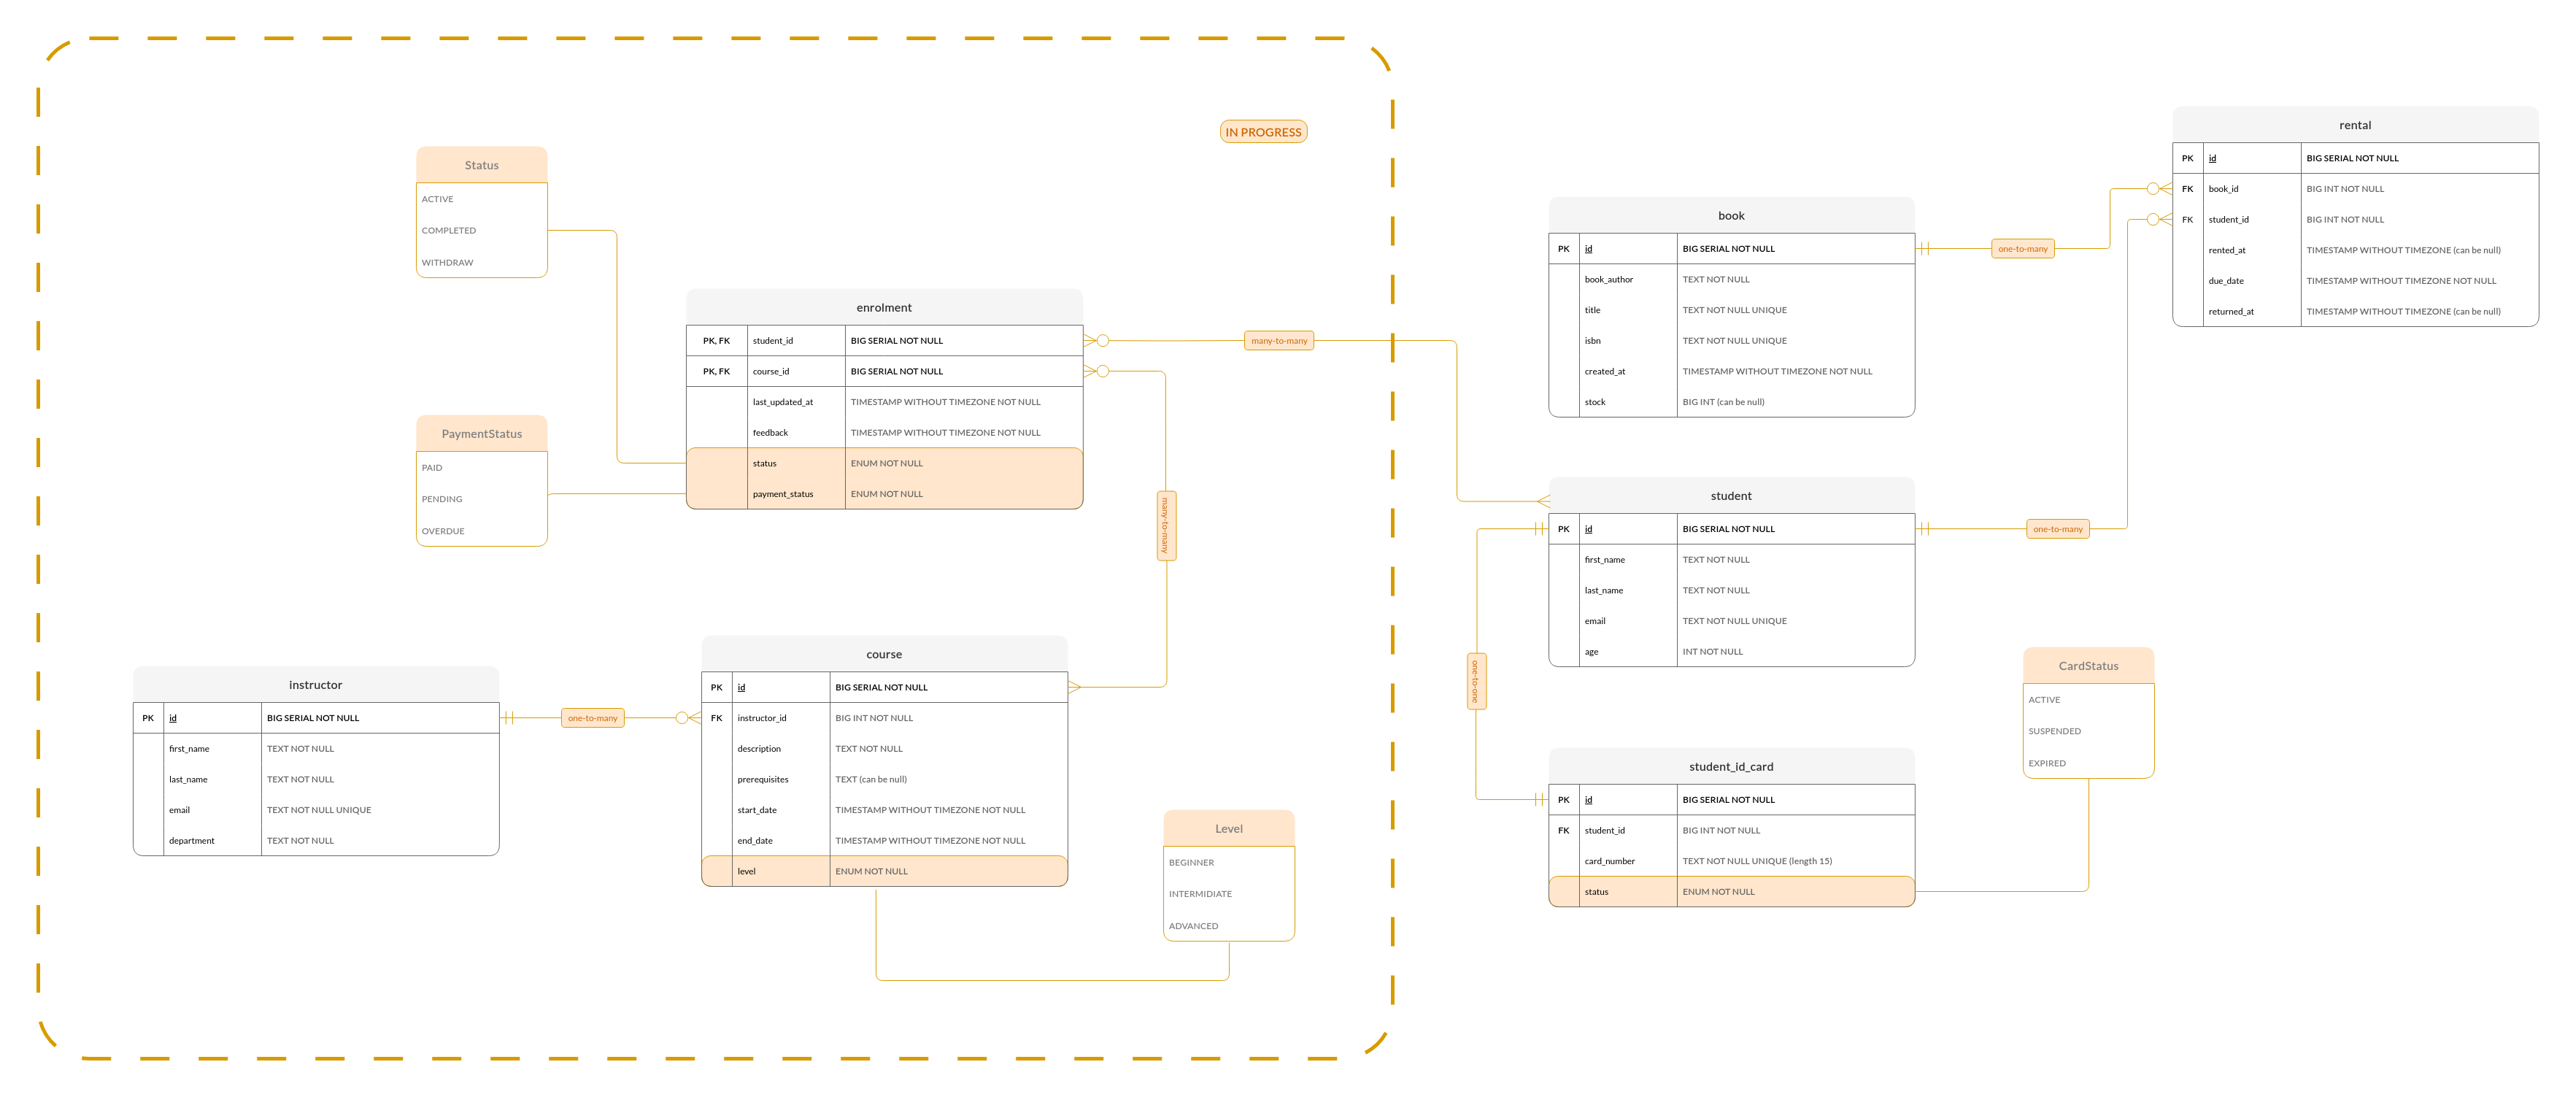 IN PROGRESS
Status
ACTIVE
COMPLETED
WITHDRAW
PaymentStatus
PAID
PENDING
OVERDUE
enrolment
PK, FK student_id BIG SERIAL NOT NULL
PK, FK course_id BIG SERIAL NOT NULL
last_updated_at TIMESTAMP WITHOUT TIMEZONE NOT NULL
feedback TIMESTAMP WITHOUT TIMEZONE NOT NULL
status ENUM NOT NULL
payment_status ENUM NOT NULL
many-to-many
many-to-many
instructor
PK id BIG SERIAL NOT NULL
first_name TEXT NOT NULL
last_name TEXT NOT NULL
email TEXT NOT NULL UNIQUE
department TEXT NOT NULL
one-to-many
course
PK id BIG SERIAL NOT NULL
FK instructor_id BIG INT NOT NULL
description TEXT NOT NULL
prerequisites TEXT (can be null)
start_date TIMESTAMP WITHOUT TIMEZONE NOT NULL
end_date TIMESTAMP WITHOUT TIMEZONE NOT NULL
level ENUM NOT NULL
Level
BEGINNER
INTERMIDIATE
ADVANCED
book
PK id BIG SERIAL NOT NULL
book_author TEXT NOT NULL
title TEXT NOT NULL UNIQUE
isbn TEXT NOT NULL UNIQUE
created_at TIMESTAMP WITHOUT TIMEZONE NOT NULL
stock BIG INT (can be null)
one-to-many
rental
PK id BIG SERIAL NOT NULL
FK book_id BIG INT NOT NULL
FK student_id BIG INT NOT NULL
rented_at TIMESTAMP WITHOUT TIMEZONE (can be null)
due_date TIMESTAMP WITHOUT TIMEZONE NOT NULL
returned_at TIMESTAMP WITHOUT TIMEZONE (can be null)
student
PK id BIG SERIAL NOT NULL
first_name TEXT NOT NULL
last_name TEXT NOT NULL
email TEXT NOT NULL UNIQUE
age INT NOT NULL
one-to-many
one-to-one
student_id_card
PK id BIG SERIAL NOT NULL
FK student_id BIG INT NOT NULL
card_number TEXT NOT NULL UNIQUE (length 15)
status ENUM NOT NULL
CardStatus
ACTIVE
SUSPENDED
EXPIRED